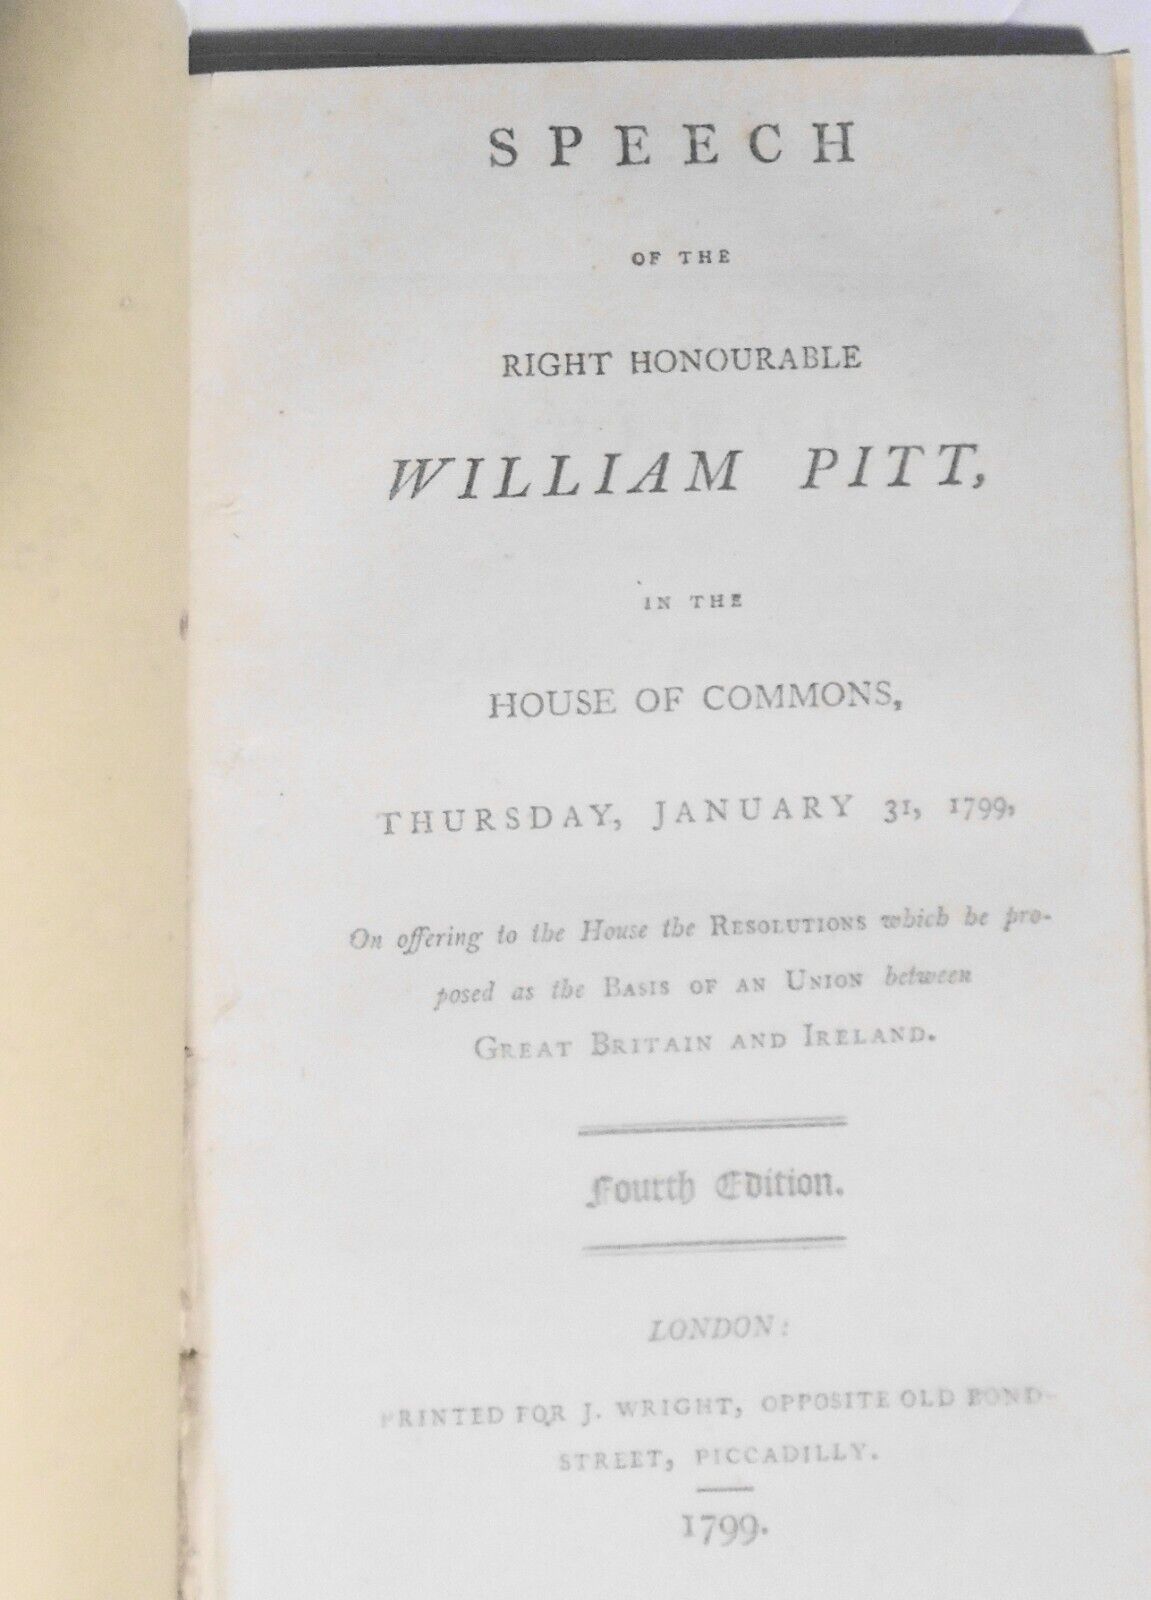 SPEECH
OF THE
RIGHT HONOURABLE
WILLIAM PITT,
IN THE
HOUSE OF COMMONS,
THURSDAY, JANUARY 31, 1799,
On offering to the House the RESOLUTIONS which he pro-
posed as the BASIS OF AN UNION between
GREAT BRITAIN AND IRELAND.
Fourth Edition.
LONDON:
PRINTED FOR J. WRIGHT, OPPOSITE OLD BOND-
STREET, PICCADILLY.
1799.